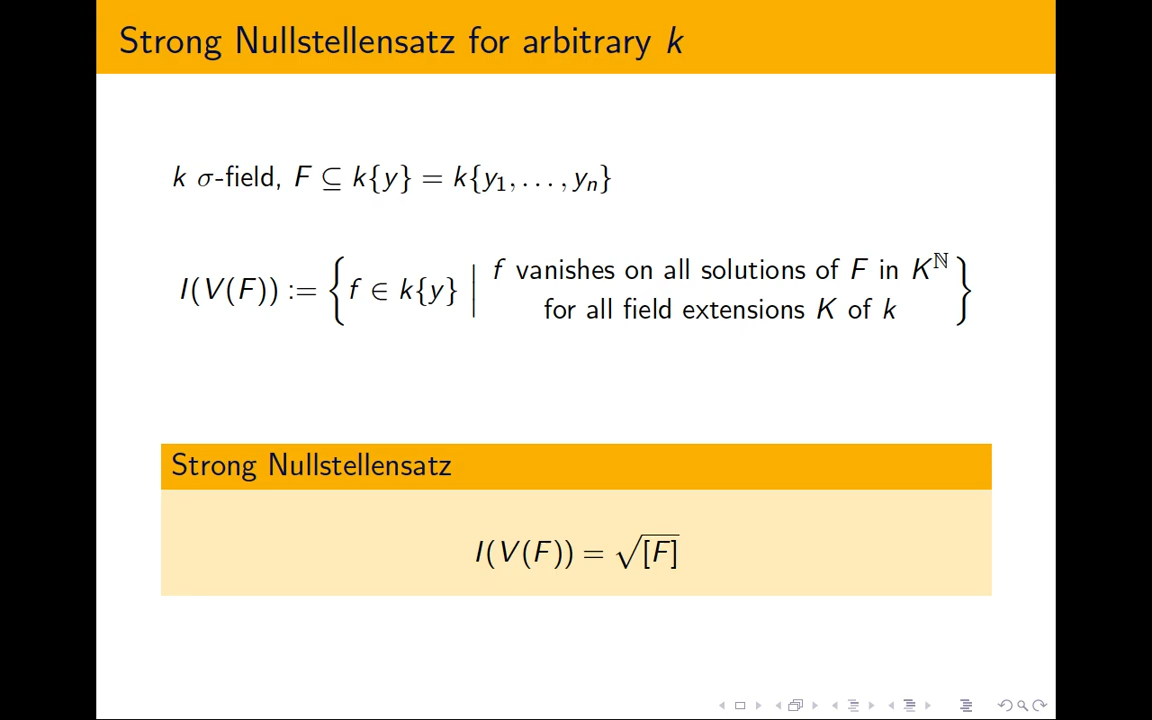 Strong Nullstellensatz for arbitrary k
k σ-field, F ⊆ k{y} = k{y₁, . . . , yₙ}
I(V(F)) := {f ∈ k{y} | f vanishes on all solutions of F in K^ℕ
for all field extensions K of k}
Strong Nullstellensatz
I(V(F)) = √[F]